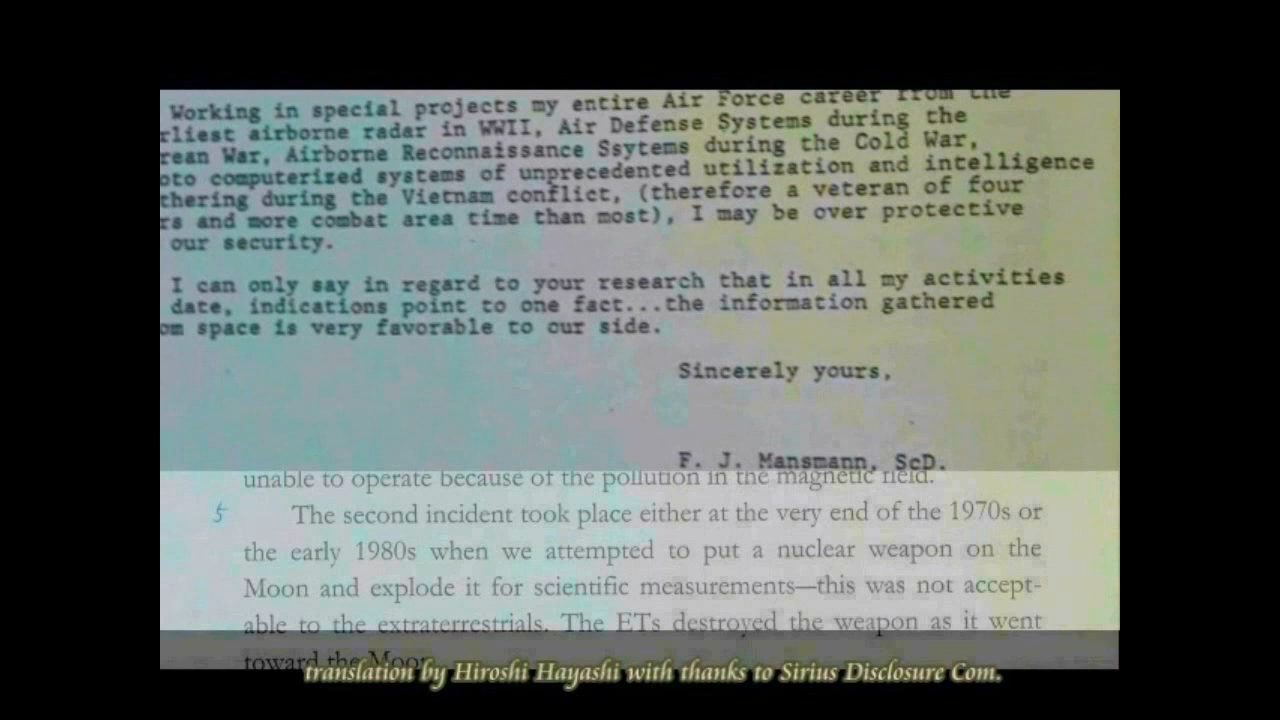 Working in special projects my entire Air Force career from the
rliest airborne radar in WWII, Air Defense Systems during the
rean War, Airborne Reconnaissance Ssytems during the Cold War,
oto computerized systems of unprecedented utilization and intelligence
thering during the Vietnam conflict, (therefore a veteran of four
rs and more combat area time than most), I may be over protective
our security.
I can only say in regard to your research that in all my activities
date, indications point to one fact...the information gathered
om space is very favorable to our side.
Sincerely yours,
F. J. Mansmann, ScD.
unable to operate because of the pollution in the magnetic field.
5 The second incident took place either at the very end of the 1970s or
the early 1980s when we attempted to put a nuclear weapon on the
Moon and explode it for scientific measurements—this was not accept-
able to the extraterrestrials. The ETs destroyed the weapon as it went
toward the Moon
translation by Hiroshi Hayashi with thanks to Sirius Disclosure Com.